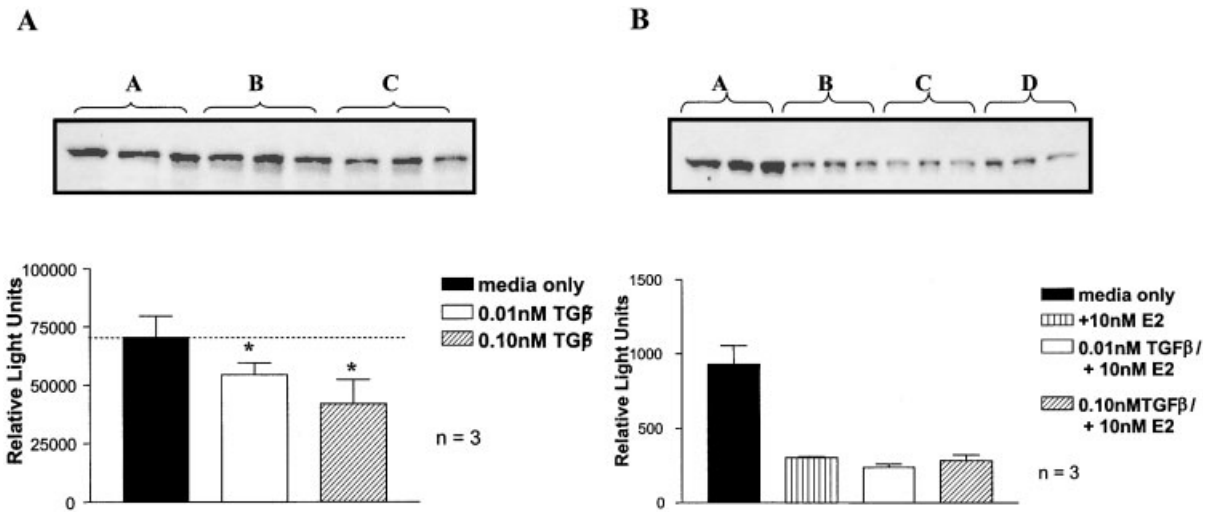 A
B
A B C
A B C D
Relative Light Units
100000
75000
50000
25000
0
*
*
media only
0.01nM TGβ
0.10nM TGβ
n = 3
Relative Light Units
1500
1000
500
0
media only
+10nM E2
0.01nM TGFβ/
+ 10nM E2
0.10nMTGFβ/
+ 10nM E2
n = 3